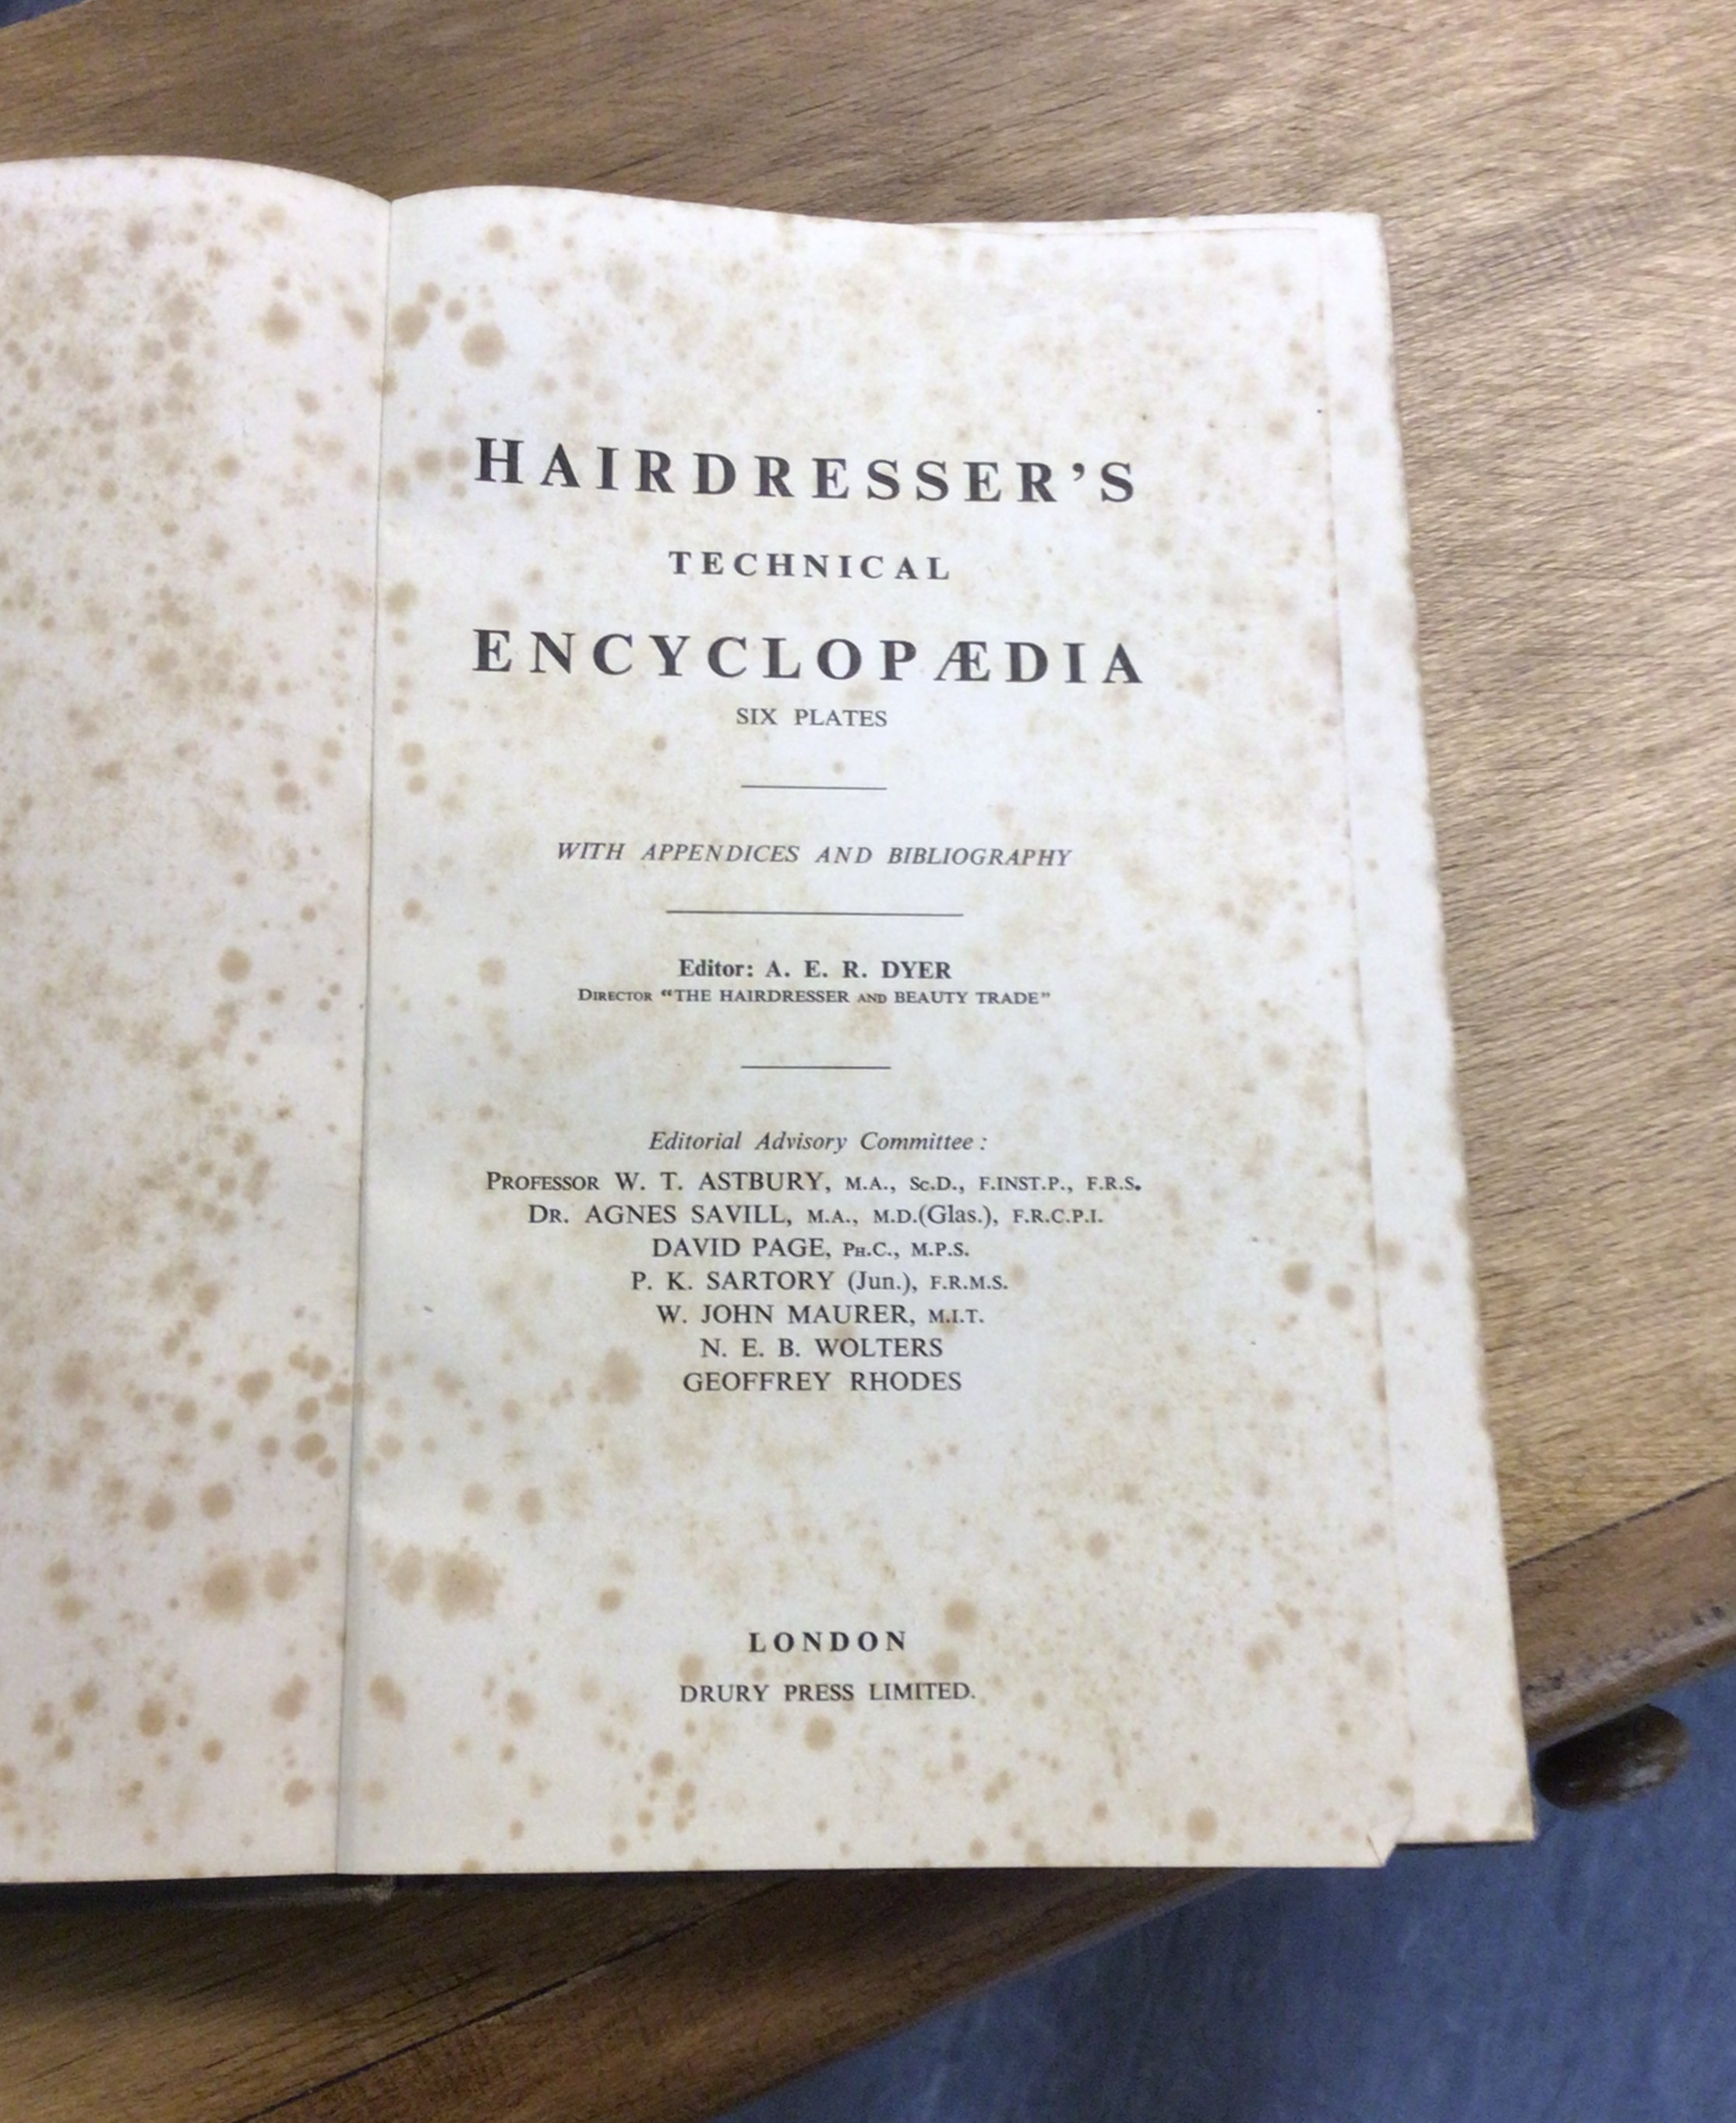 HAIRDRESSER'S
TECHNICAL
ENCYCLOPÆDIA
SIX PLATES
WITH APPENDICES AND BIBLIOGRAPHY
Editor: A. E. R. DYER
DIRECTOR “THE HAIRDRESSER AND BEAUTY TRADE”
Editorial Advisory Committee :
PROFESSOR W. T. ASTBURY, M.A., Sc.D., F.INST.P., F.R.S.
DR. AGNES SAVILL, M.A., M.D.(Glas.), F.R.C.P.I.
DAVID PAGE, PH.C., M.P.S.
P. K. SARTORY (Jun.), F.R.M.S.
W. JOHN MAURER, M.I.T.
N. E. B. WOLTERS
GEOFFREY RHODES
LONDON
DRURY PRESS LIMITED.